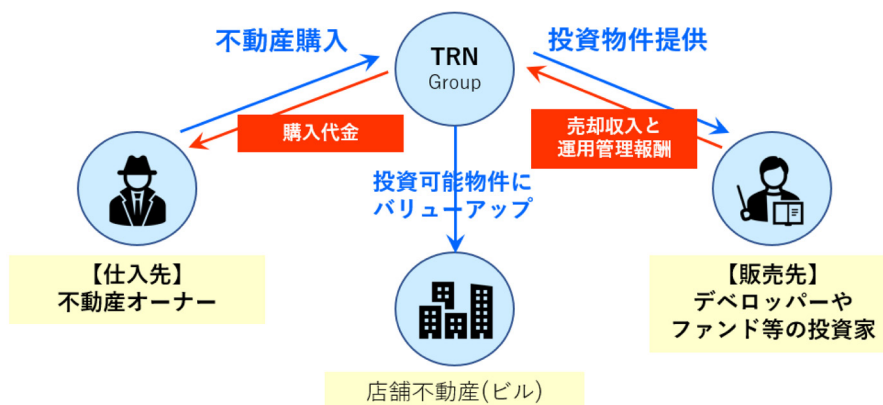 不動産購入
TRN
Group
投資物件提供
購入代金
売却収入と
運用管理報酬
投資可能物件に
バリューアップ
【仕入先】
不動産オーナー
【販売先】
デベロッパーや
ファンド等の投資家
店舗不動産(ビル)